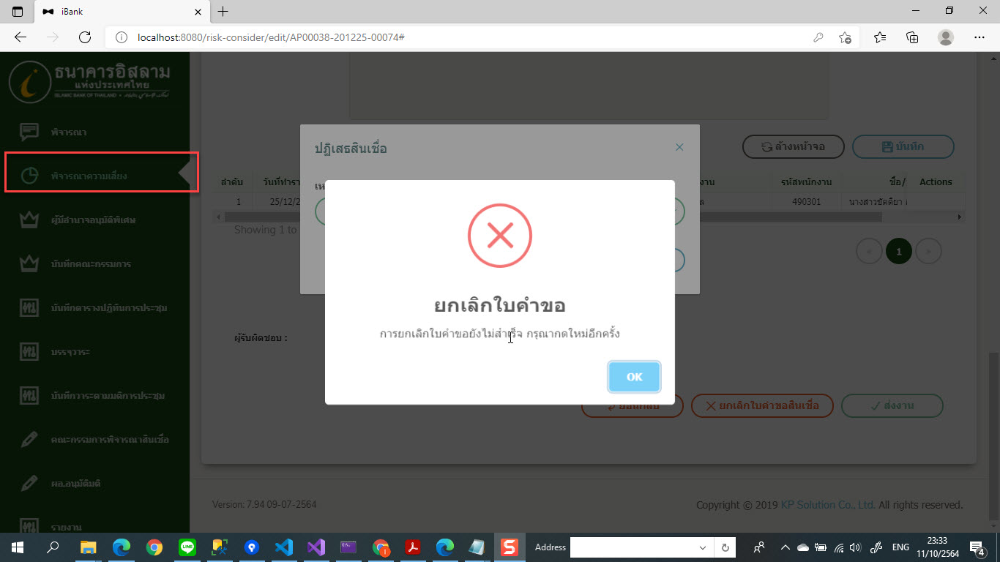 iBank
localhost:8080/risk-consider/edit/AP00038-201225-00074#
ธนาคารอิสลาม
แห่งประเทศไทย
ISLAMIC BANK OF THAILAND
พิจารณา
พิจารณาความเสี่ยง
ผู้มีอำนาจอนุมัติพิเศษ
บันทึกคณะกรรมการ
บันทึกตารางปฏิทินการประชุม
บรรจุวาระ
บันทึกวาระตามมติการประชุม
คณะกรรมการพิจารณาสินเชื่อ
ผล.อนุมัติมติ
รายงาน
ปฏิเสธสินเชื่อ
ล้างหน้าจอ
บันทึก
ลำดับ วันที่ทำรา งาน รหัสพนักงาน ชื่อ/ Actions
1 25/12/2 ล 490301 นางสาวขัตติยา
Showing 1 to
1
ยกเลิกใบคำขอ
การยกเลิกใบคำขอยังไม่สำเร็จ กรุณากดใหม่อีกครั้ง
OK
ผู้รับผิดชอบ :
ย้อนกลับ
ยกเลิกใบคำขอสินเชื่อ
ส่งงาน
Version: 7.94 09-07-2564
Copyright © 2019 KP Solution Co., Ltd. All rights reserved.
Address
ENG
23:33
11/10/2564
4